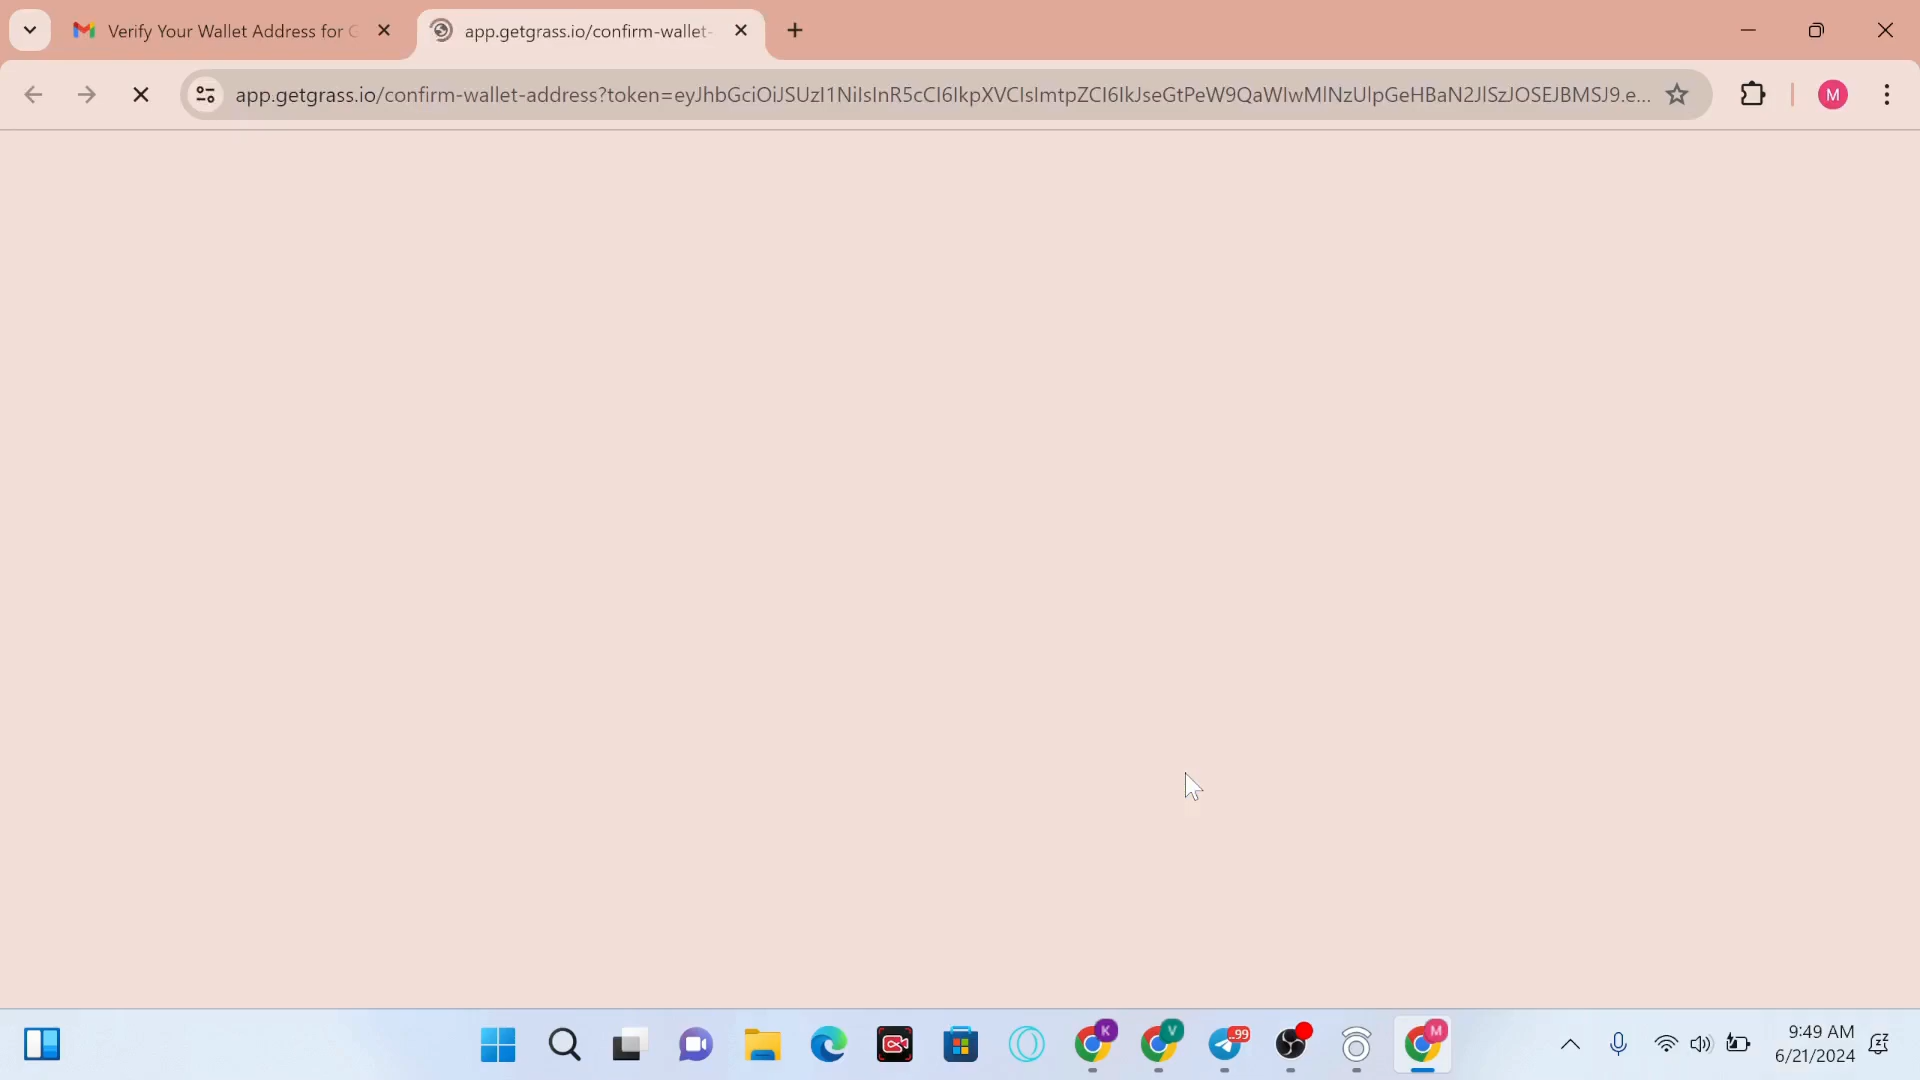 Verify Your Wallet Address for G
app.getgrass.io/confirm-wallet-
app.getgrass.io/confirm-wallet-address?token=eyJhbGciOiJSUzI1NiIsInR5cCI6IkpXVCIsImtpZCI6IkJseGtPeW9QaWIwMlNzUlpGeHBaN2JlSzJOSEJBMSJ9.e...
M
K
V
..99
M
9:49 AM
6/21/2024